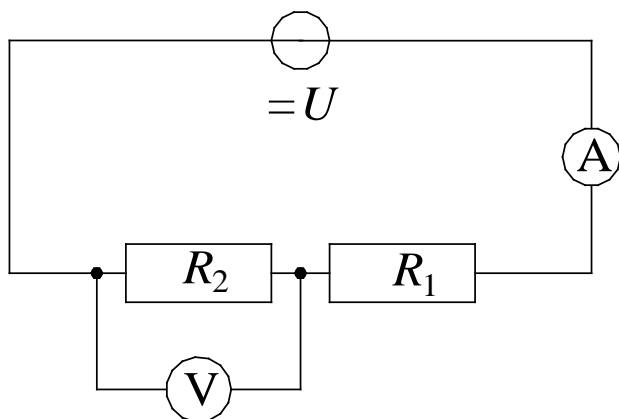 = U
A
R₂
R₁
V